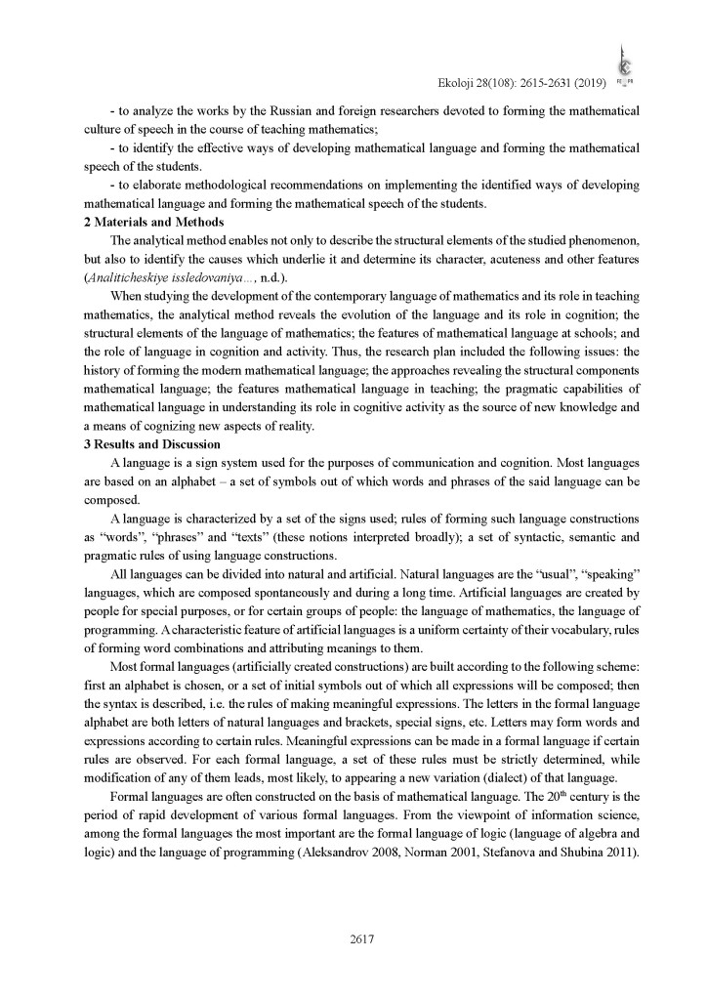 Ekoloji 28(108): 2615-2631 (2019)
- to analyze the works by the Russian and foreign researchers devoted to forming the mathematical
culture of speech in the course of teaching mathematics;
- to identify the effective ways of developing mathematical language and forming the mathematical
speech of the students.
- to elaborate methodological recommendations on implementing the identified ways of developing
mathematical language and forming the mathematical speech of the students.
2 Materials and Methods
The analytical method enables not only to describe the structural elements of the studied phenomenon,
but also to identify the causes which underlie it and determine its character, acuteness and other features
(Analiticheskiye issledovaniya…, n.d.).
When studying the development of the contemporary language of mathematics and its role in teaching
mathematics, the analytical method reveals the evolution of the language and its role in cognition; the
structural elements of the language of mathematics; the features of mathematical language at schools; and
the role of language in cognition and activity. Thus, the research plan included the following issues: the
history of forming the modern mathematical language; the approaches revealing the structural components
mathematical language; the features mathematical language in teaching; the pragmatic capabilities of
mathematical language in understanding its role in cognitive activity as the source of new knowledge and
a means of cognizing new aspects of reality.
3 Results and Discussion
A language is a sign system used for the purposes of communication and cognition. Most languages
are based on an alphabet – a set of symbols out of which words and phrases of the said language can be
composed.
A language is characterized by a set of the signs used; rules of forming such language constructions
as “words”, “phrases” and “texts” (these notions interpreted broadly); a set of syntactic, semantic and
pragmatic rules of using language constructions.
All languages can be divided into natural and artificial. Natural languages are the “usual”, “speaking”
languages, which are composed spontaneously and during a long time. Artificial languages are created by
people for special purposes, or for certain groups of people: the language of mathematics, the language of
programming. A characteristic feature of artificial languages is a uniform certainty of their vocabulary, rules
of forming word combinations and attributing meanings to them.
Most formal languages (artificially created constructions) are built according to the following scheme:
first an alphabet is chosen, or a set of initial symbols out of which all expressions will be composed; then
the syntax is described, i.e. the rules of making meaningful expressions. The letters in the formal language
alphabet are both letters of natural languages and brackets, special signs, etc. Letters may form words and
expressions according to certain rules. Meaningful expressions can be made in a formal language if certain
rules are observed. For each formal language, a set of these rules must be strictly determined, while
modification of any of them leads, most likely, to appearing a new variation (dialect) of that language.
Formal languages are often constructed on the basis of mathematical language. The 20th century is the
period of rapid development of various formal languages. From the viewpoint of information science,
among the formal languages the most important are the formal language of logic (language of algebra and
logic) and the language of programming (Aleksandrov 2008, Norman 2001, Stefanova and Shubina 2011).
2617